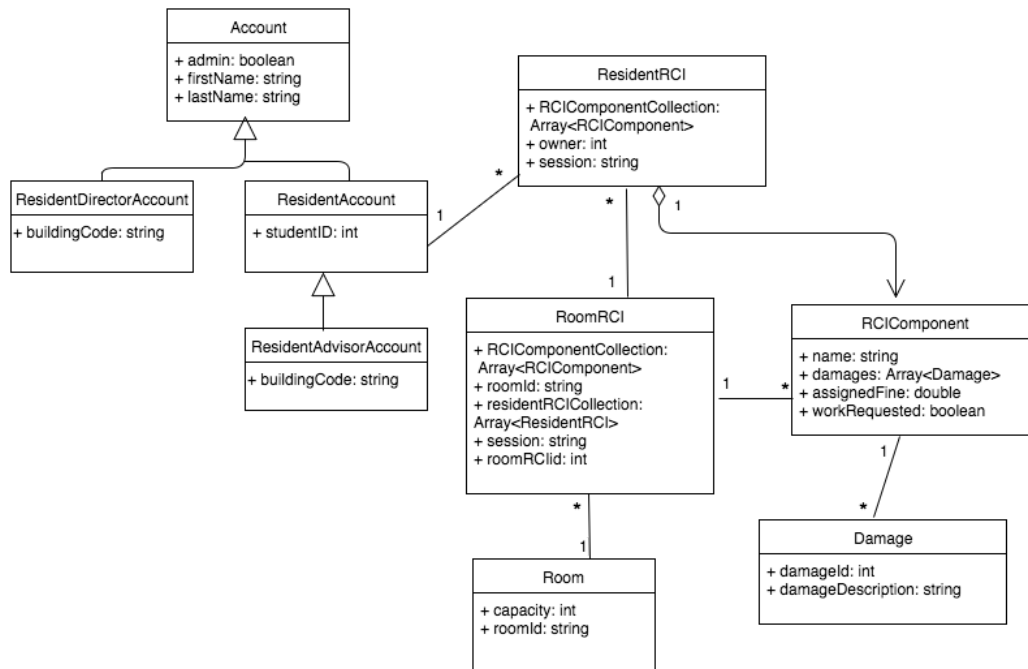 Account
+ admin: boolean
+ firstName: string
+ lastName: string
ResidentRCI
+ RCIComponentCollection:
Array<RCIComponent>
+ owner: int
+ session: string
ResidentDirectorAccount
+ buildingCode: string
ResidentAccount
+ studentID: int
*
1
*
1
1
ResidentAdvisorAccount
+ buildingCode: string
RoomRCI
+ RCIComponentCollection:
Array<RCIComponent>
+ roomId: string
+ residentRCICollection:
Array<ResidentRCI>
+ session: string
+ roomRCIid: int
1
*
RCIComponent
+ name: string
+ damages: Array<Damage>
+ assignedFine: double
+ workRequested: boolean
1
*
*
1
Damage
+ damageId: int
+ damageDescription: string
Room
+ capacity: int
+ roomId: string